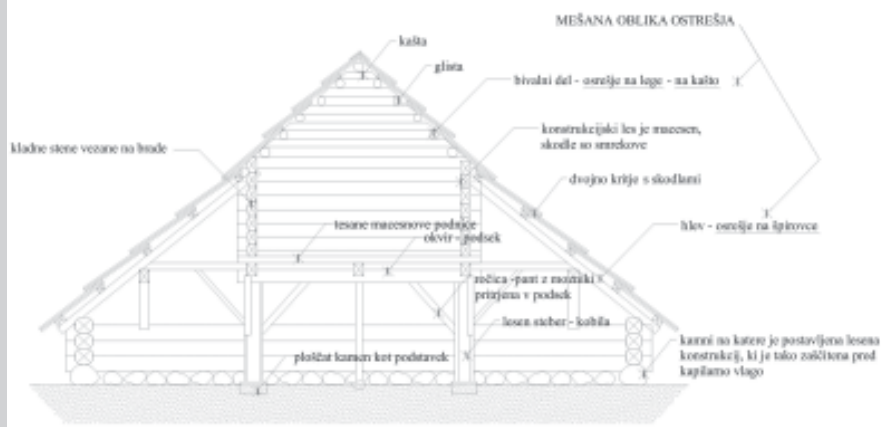 MEŠANA OBLIKA OSTREŠJA
kašta
glista
bivalni del - osrešje na lege - na kašto
konstrukcijski les je macesen,
skodle so smrekove
kladne stene vezane na brade
dvojno kritje s skodlami
tesane macesnove podnice
okvir - podsek
hlev - osrešje na špirovce
ročica -pant z mozniki
pritrjena v podsek
lesen steber - kobila
kamni na katere je postavljena lesena
konstrukcij, ki je tako zaščitena pred
kapilarno vlago
ploščat kamen kot podstavek